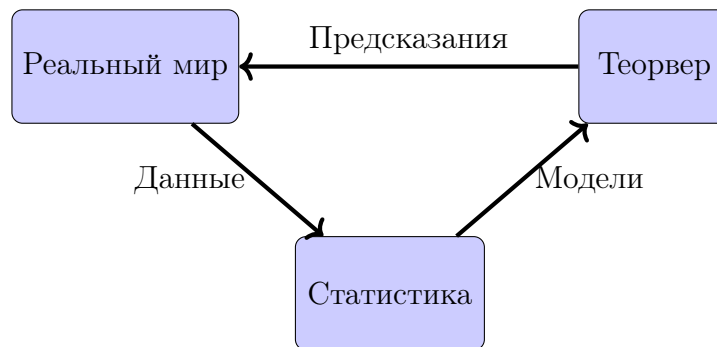 Предсказания
Реальный мир
Теорвер
Данные
Модели
Статистика